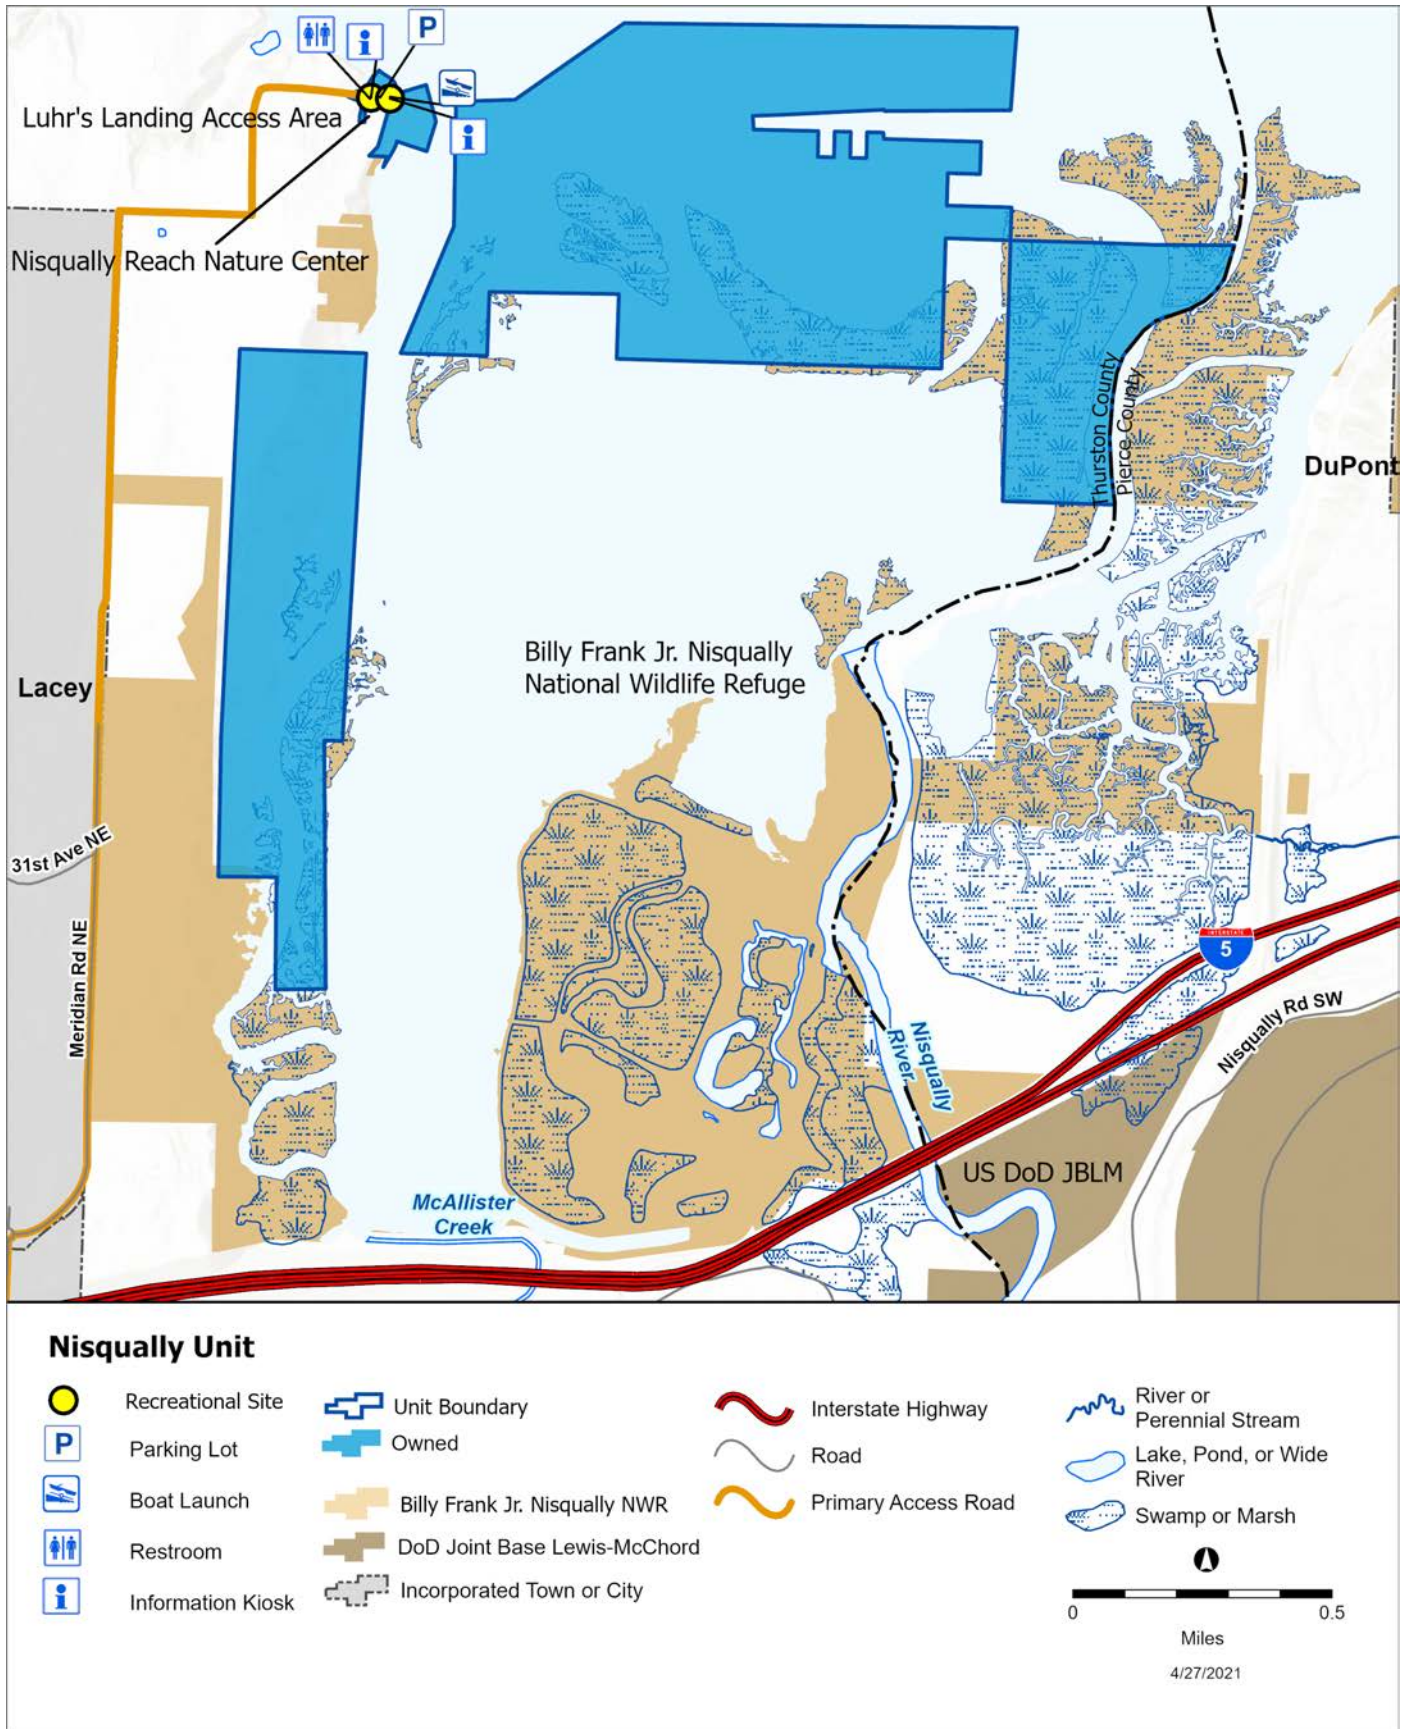 P
i
Luhr's Landing Access Area
i
Nisqually Reach Nature Center
Thurston County
Pierce County
DuPont
Billy Frank Jr. Nisqually
National Wildlife Refuge
Lacey
31st Ave NE
Meridian Rd NE
INTERSTATE
5
Nisqually Rd SW
Nisqually
River
US DoD JBLM
McAllister
Creek
Nisqually Unit
Recreational Site
P
Parking Lot
Boat Launch
Restroom
i
Information Kiosk
Unit Boundary
Owned
Billy Frank Jr. Nisqually NWR
DoD Joint Base Lewis-McChord
Incorporated Town or City
Interstate Highway
Road
Primary Access Road
River or
Perennial Stream
Lake, Pond, or Wide
River
Swamp or Marsh
0 0.5
Miles
4/27/2021